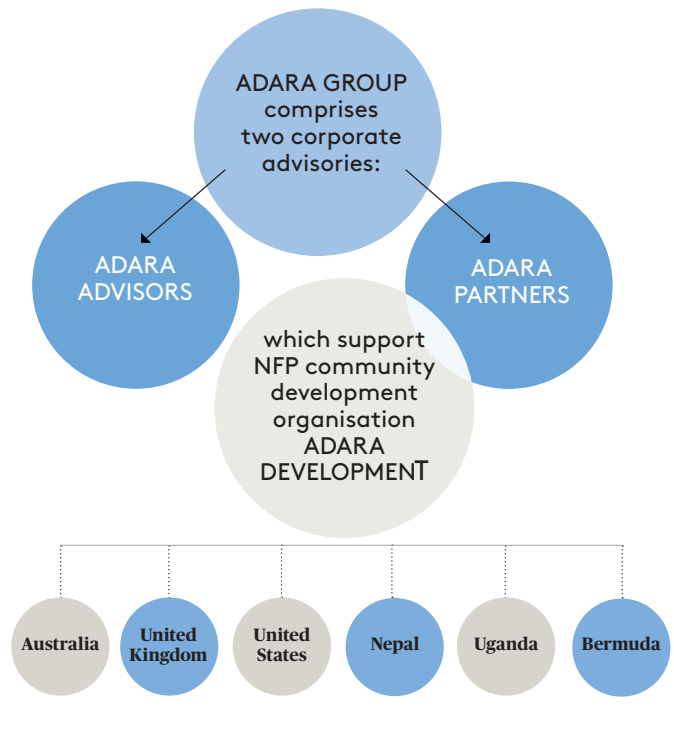 ADARA GROUP
comprises
two corporate
advisories:
ADARA
ADVISORS
ADARA
PARTNERS
which support
NFP community
development
organisation
ADARA
DEVELOPMENT
Australia
United
Kingdom
United
States
Nepal
Uganda
Bermuda